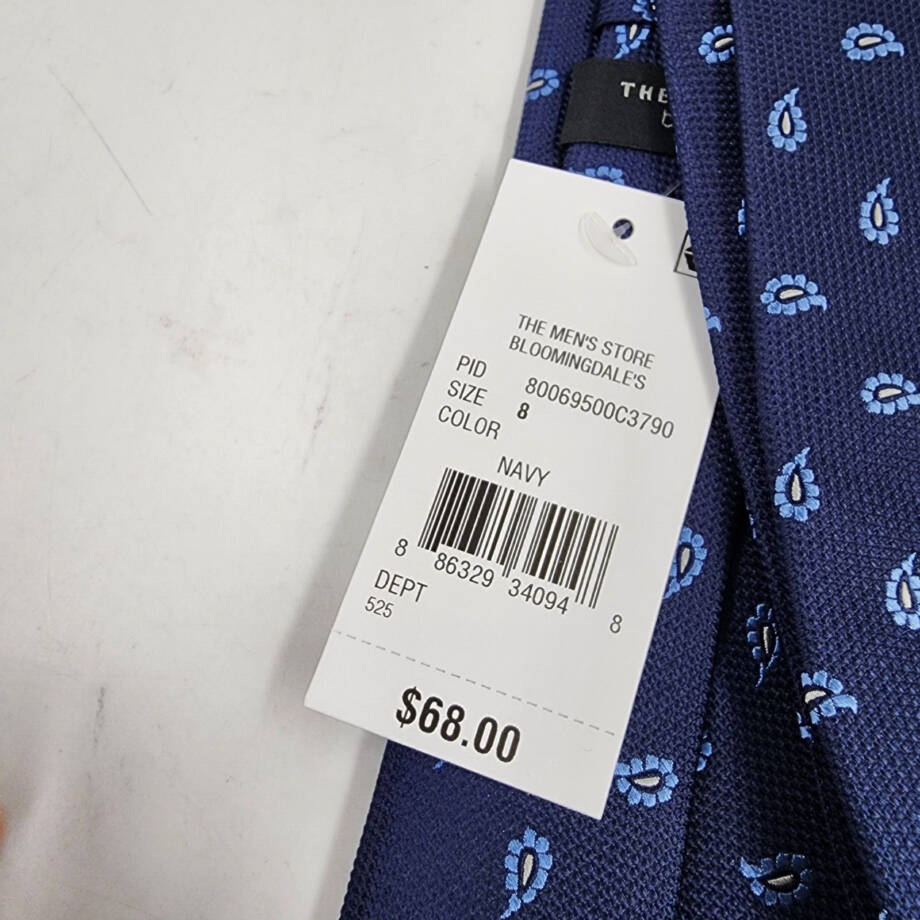 THE
THE MEN'S STORE
BLOOMINGDALE'S
PID 80069500C3790
SIZE 8
COLOR
NAVY
8 86329 34094 8
DEPT
525
$68.00